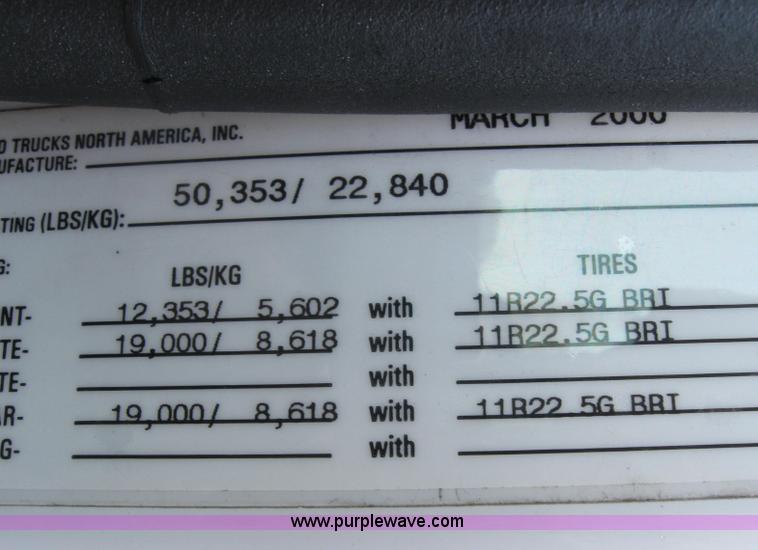 MARCH 2000
O TRUCKS NORTH AMERICA, INC.
UFACTURE:
50,353/ 22,840
TING (LBS/KG):
G:
LBS/KG TIRES
NT- 12,353/ 5,602 with 11R22.5G BRI
TE- 19,000/ 8,618 with 11R22.5G BRI
TE- with
AR- 19,000/ 8,618 with 11R22.5G BRI
G- with
www.purplewave.com